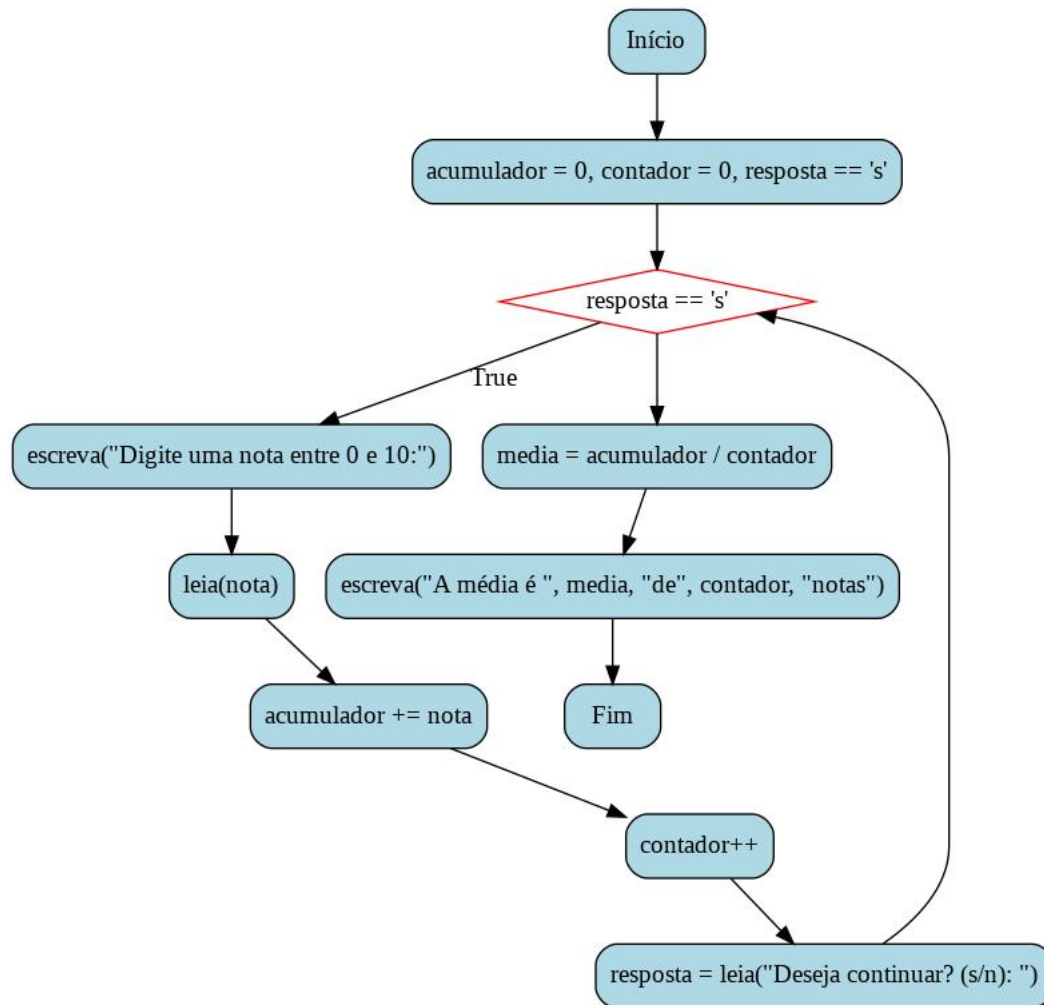 Início
acumulador = 0, contador = 0, resposta == 's'
resposta == 's'
True
escreva("Digite uma nota entre 0 e 10:")
media = acumulador / contador
leia(nota)
escreva("A média é ", media, "de", contador, "notas")
acumulador += nota
Fim
contador++
resposta = leia("Deseja continuar? (s/n): ")